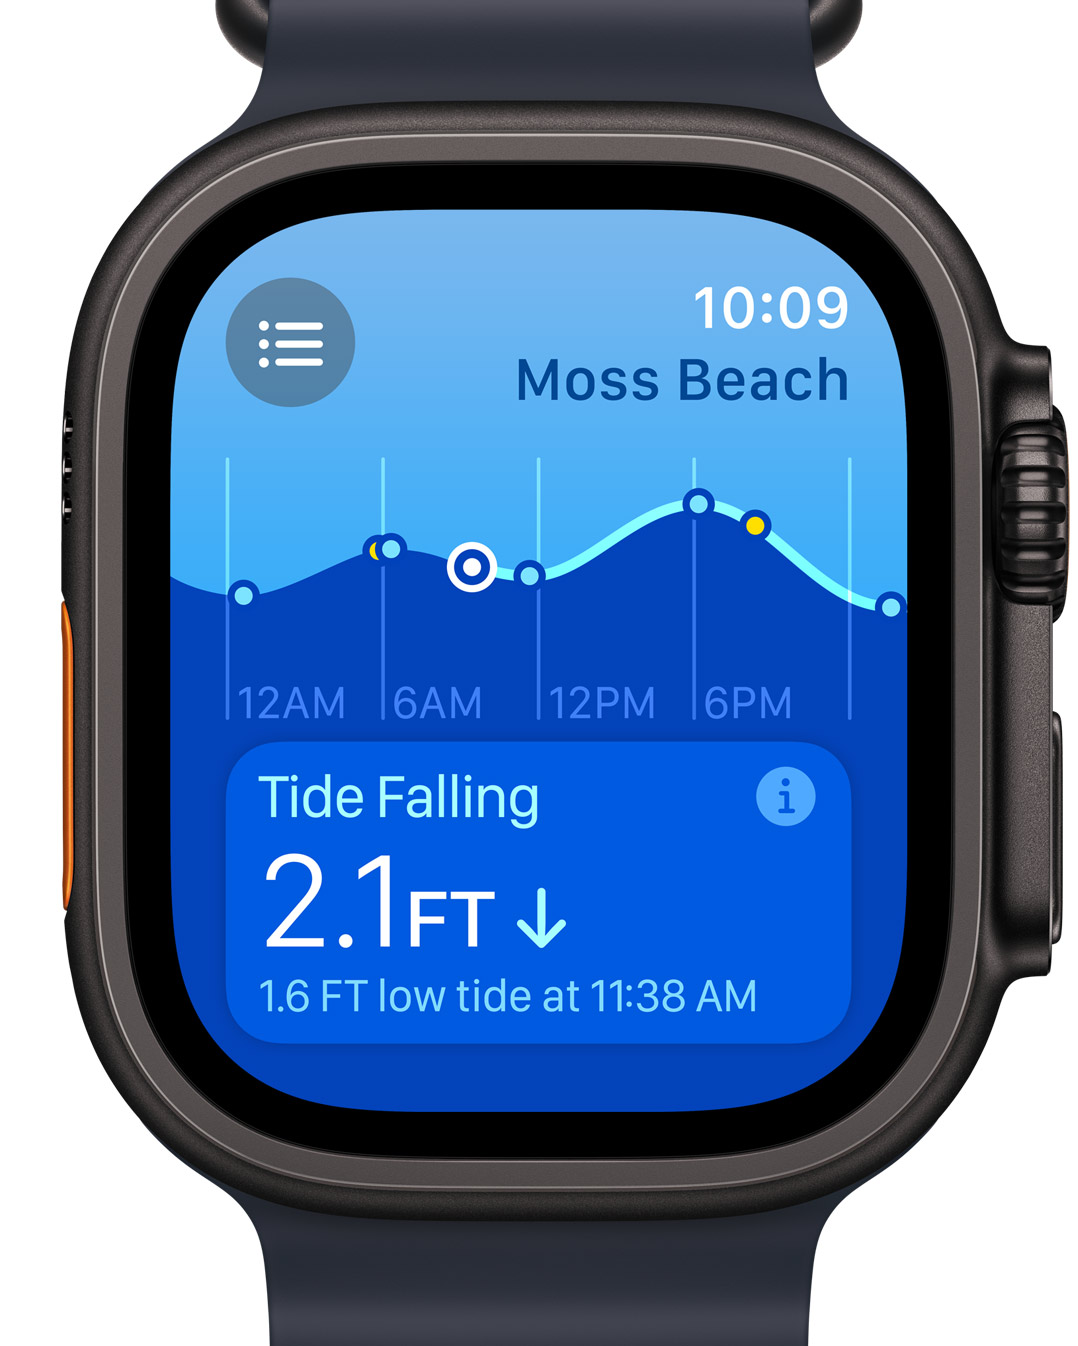 10:09
Moss Beach
12AM 6AM 12PM 6PM
Tide Falling
2.1FT ↓
1.6 FT low tide at 11:38 AM